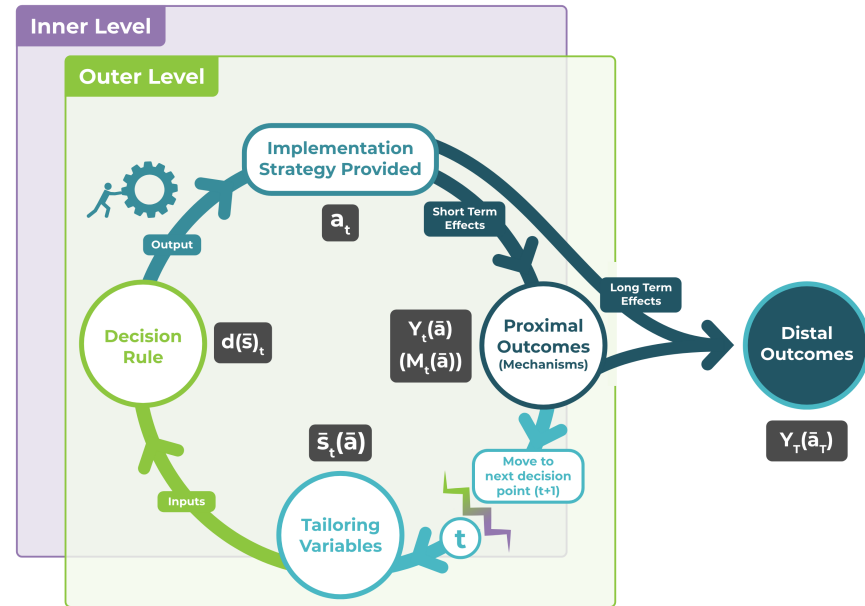 Inner Level
Outer Level
Implementation
Strategy Provided
a_t
Short Term
Effects
Output
Long Term
Effects
Decision
Rule
d(s̄)_t
Y_t(ā)
(M_t(ā))
Proximal
Outcomes
(Mechanisms)
Distal
Outcomes
Y_T(ā_T)
s̄_t(ā)
Move to
next decision
point (t+1)
Inputs
Tailoring
Variables
t